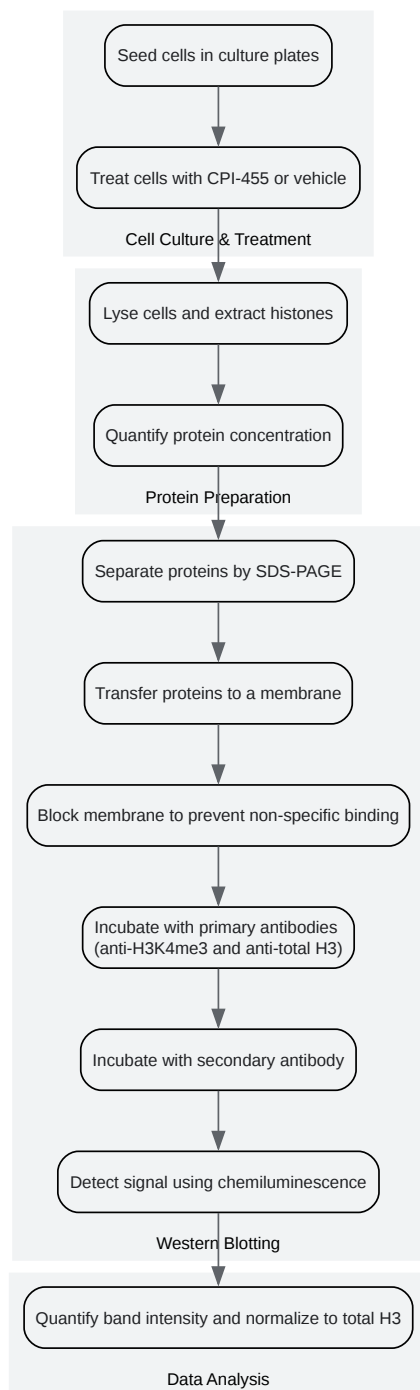 Seed cells in culture plates
Treat cells with CPI-455 or vehicle
Cell Culture & Treatment
Lyse cells and extract histones
Quantify protein concentration
Protein Preparation
Separate proteins by SDS-PAGE
Transfer proteins to a membrane
Block membrane to prevent non-specific binding
Incubate with primary antibodies
(anti-H3K4me3 and anti-total H3)
Incubate with secondary antibody
Detect signal using chemiluminescence
Western Blotting
Quantify band intensity and normalize to total H3
Data Analysis